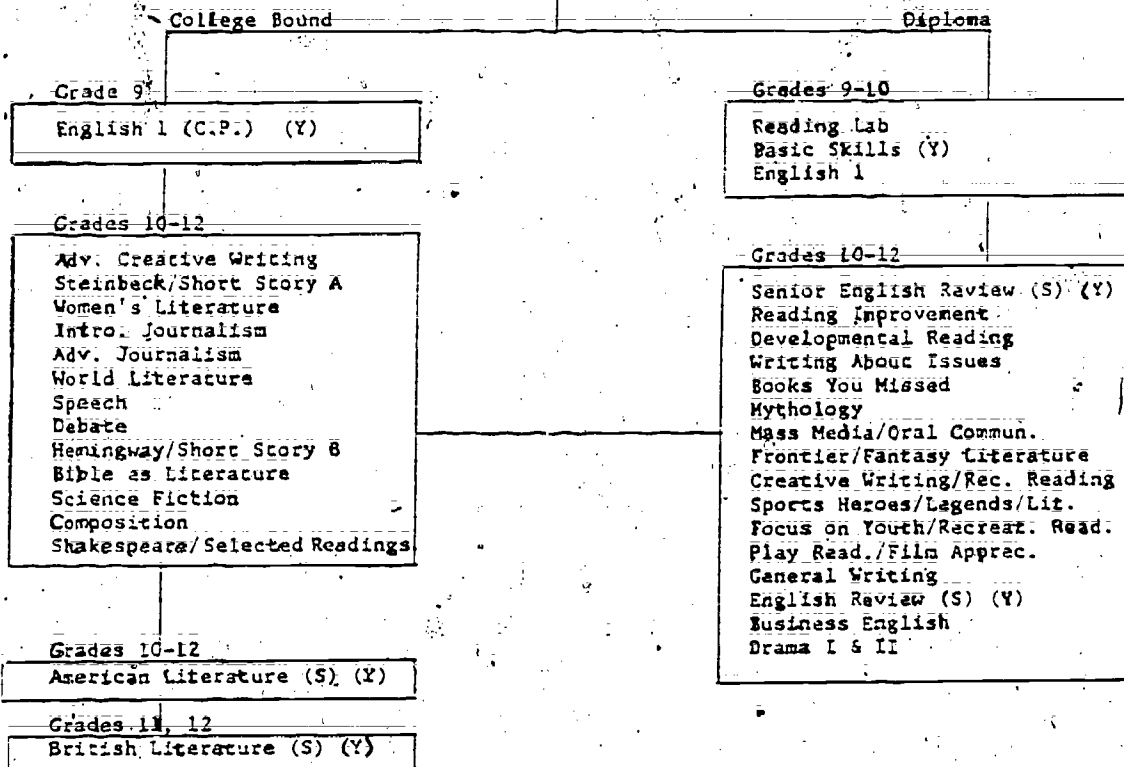 College Bound
Grade 9
English 1 (C.P.) (Y)
Grades 10-12
Adv. Creative Writing
Steinbeck/Short Story A
Women's Literature
Intro. Journalism
Adv. Journalism
World Literature
Speech
Debate
Hemingway/Short Story B
Bible as Literature
Science Fiction
Composition
Shakespeare/Selected Readings
Grades 10-12
American Literature (S) (Y)
Grades 11, 12
British Literature (S) (Y)
Diploma
Grades 9-10
Reading Lab
Basic Skills (Y)
English 1
Grades 10-12
Senior English Review (S) (Y)
Reading Improvement
Developmental Reading
Writing About Issues
Books You Missed
Mythology
Mass Media/Oral Commun.
Frontier/Fantasy Literature
Creative Writing/Rec. Reading
Sports Heroes/Legends/Lit.
Focus on Youth/Recreat. Read.
Play Read./Film Apprec.
General Writing
English Review (S) (Y)
Business English
Drama I & II